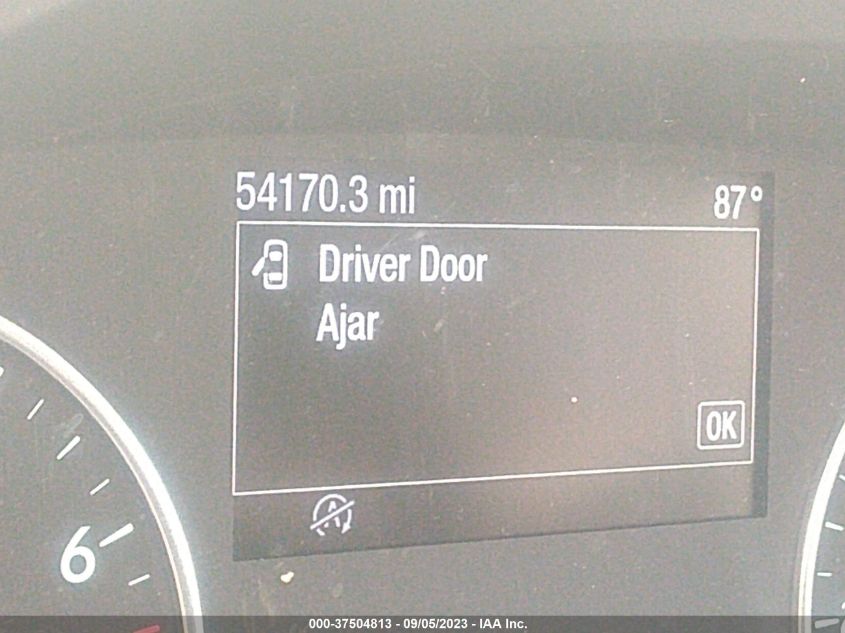 54170.3 mi 87°
Driver Door
Ajar
OK
A
6
000-37504813 - 09/05/2023 - IAA Inc.